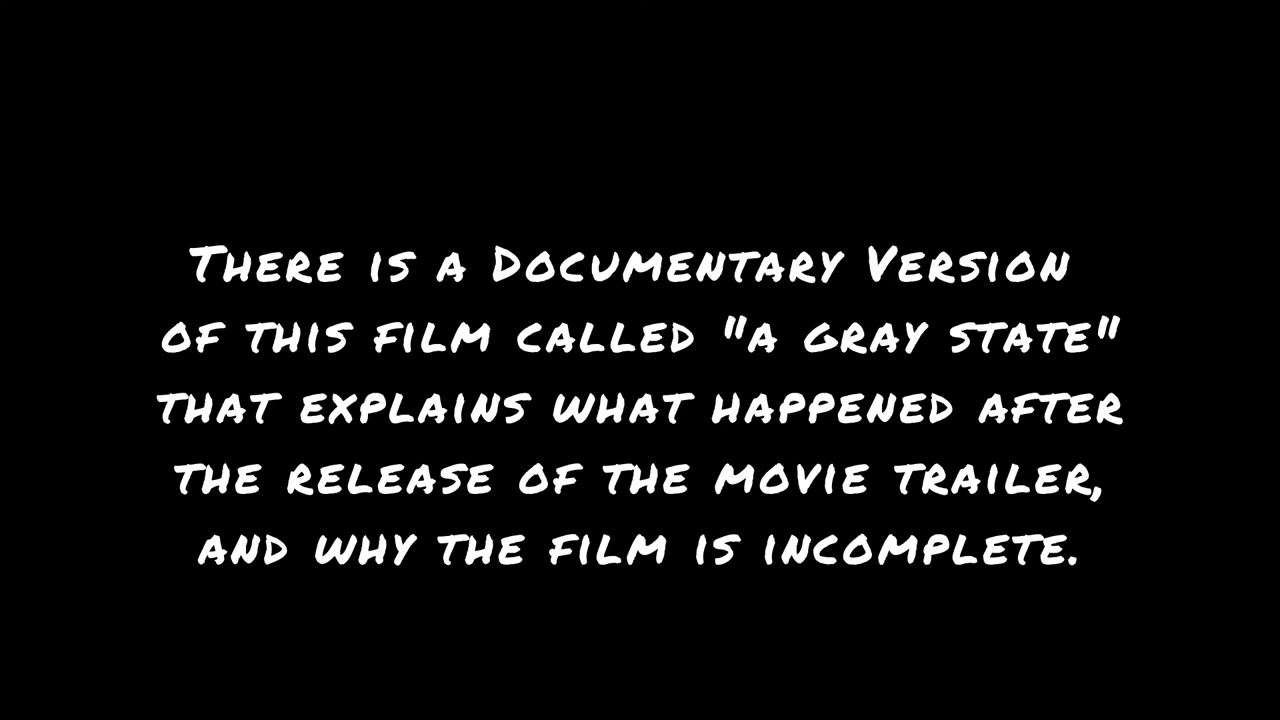 There is a Documentary Version
of this film called "a gray state"
that explains what happened after
the release of the movie trailer,
and why the film is incomplete.